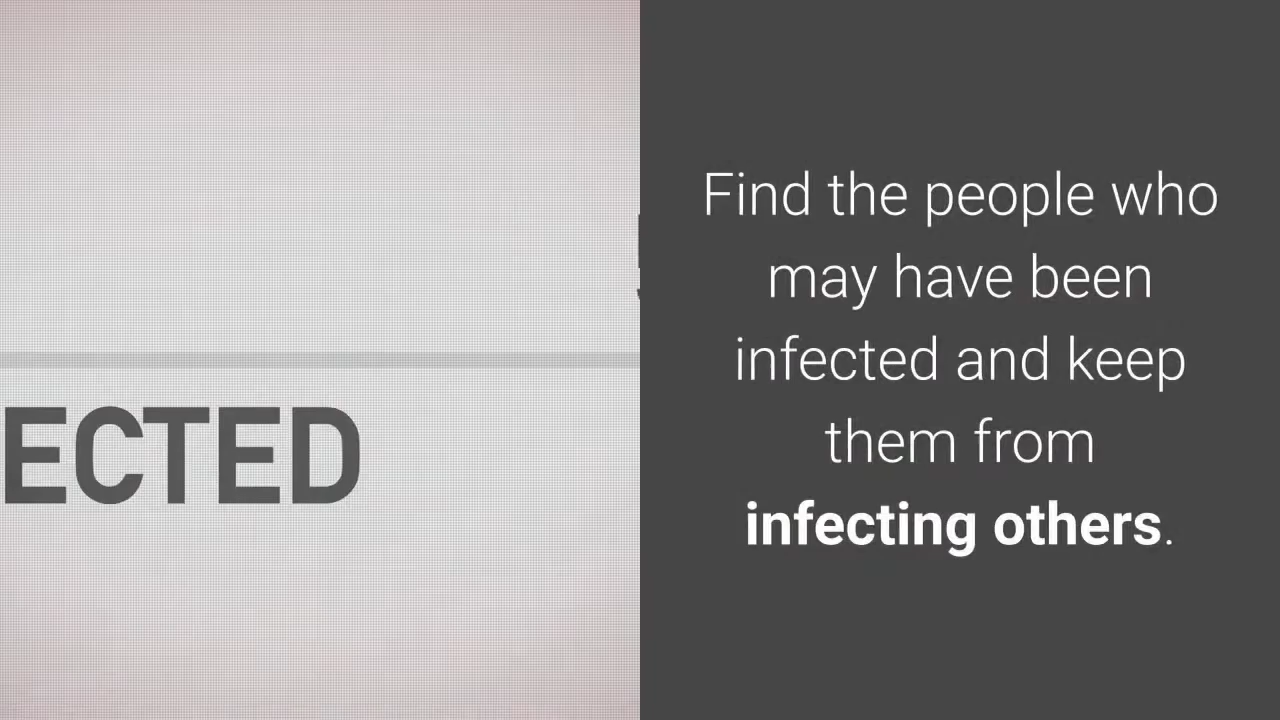 ECTED
Find the people who
may have been
infected and keep
them from
infecting others.